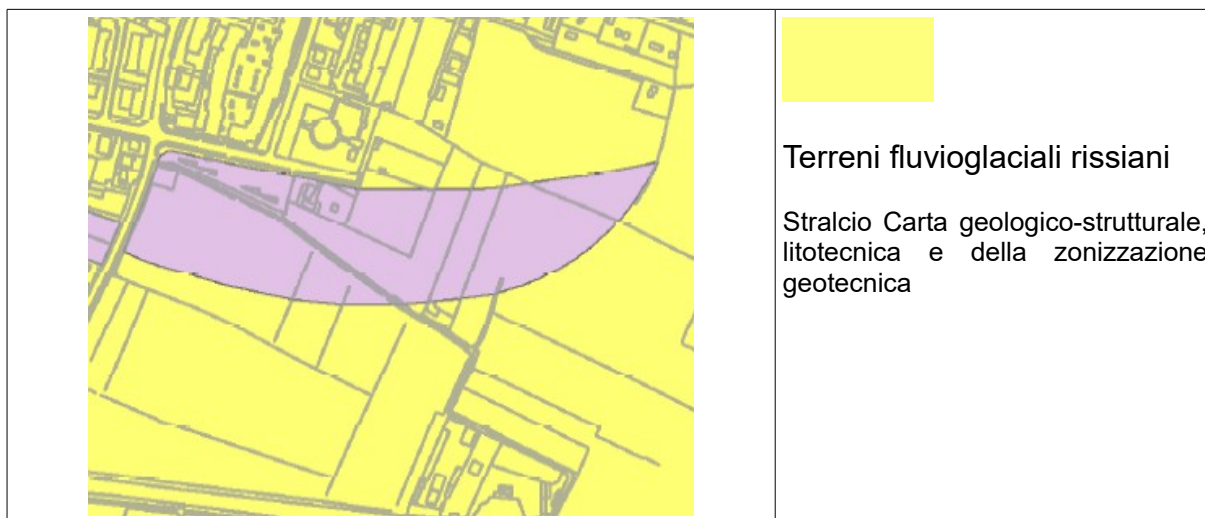 Terreni fluvioglaciali rissiani
Stralcio Carta geologico-strutturale,
litotecnica e della zonizzazione
geotecnica